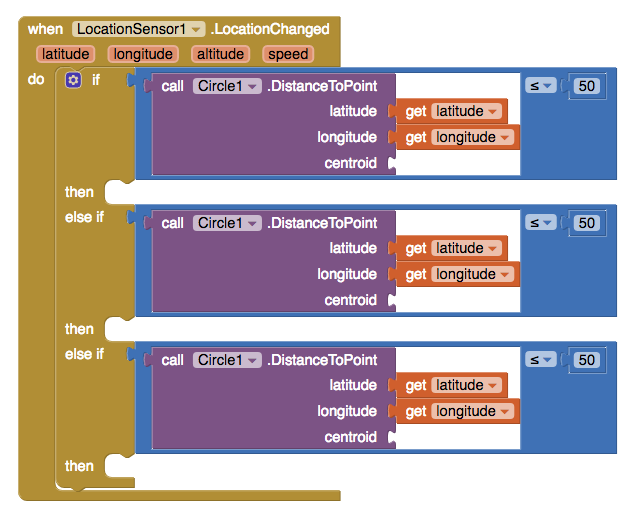 when LocationSensor1 .LocationChanged
latitude longitude altitude speed
do if call Circle1 .DistanceToPoint ≤ 50
latitude get latitude
longitude get longitude
centroid
then
else if call Circle1 .DistanceToPoint ≤ 50
latitude get latitude
longitude get longitude
centroid
then
else if call Circle1 .DistanceToPoint ≤ 50
latitude get latitude
longitude get longitude
centroid
then